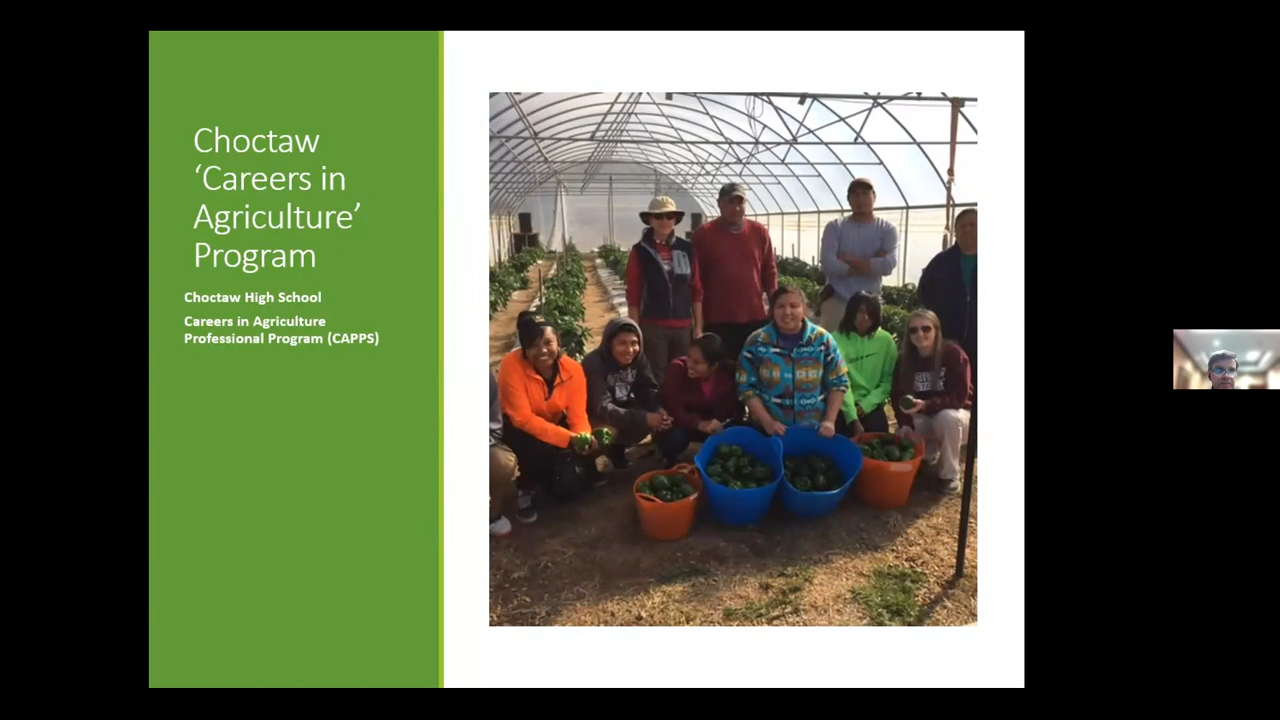 Choctaw
‘Careers in
Agriculture’
Program
Choctaw High School
Careers in Agriculture
Professional Program (CAPPS)